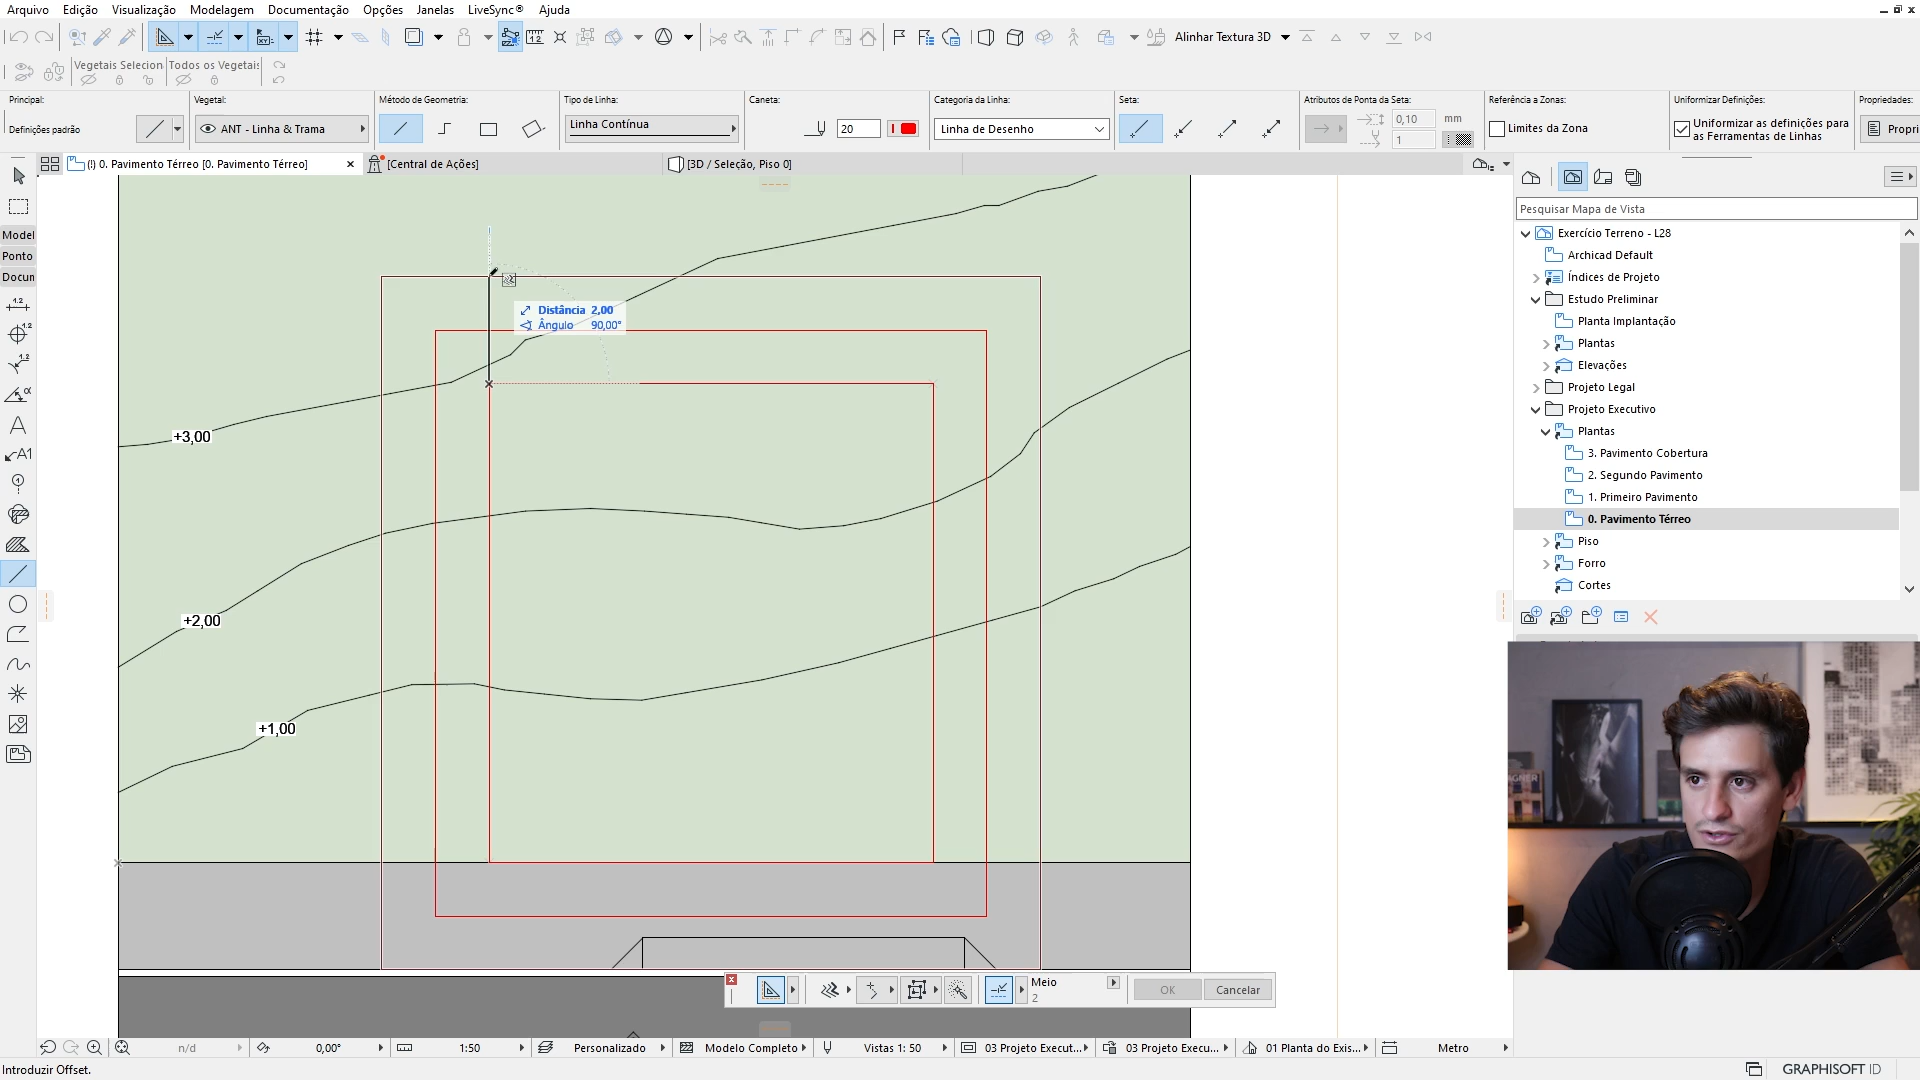 Arquivo Edição Visualização Modelagem Documentação Opções Janelas LiveSync® Ajuda
Alinhar Textura 3D
Vegetais Selecion Todos os Vegetais
Principal: Vegetal: Método de Geometria: Tipo de Linha: Caneta: Categoria da Linha: Seta: Atributos de Ponta da Seta: Referência a Zonas: Uniformizar Definições: Propriedades:
Definições padrão ANT - Linha & Trama Linha Contínua 20 Linha de Desenho 0,10 mm 1 Limites da Zona Uniformizar as definições para as Ferramentas de Linhas Propri
(!) 0. Pavimento Térreo [0. Pavimento Térreo] [Central de Ações] [3D / Seleção, Piso 0]
Model
Ponto
Docum
Distância 2,00
Ângulo 90,00°
+3,00
+2,00
+1,00
Pesquisar Mapa de Vista
Exercício Terreno - L28
Archicad Default
Índices de Projeto
Estudo Preliminar
Planta Implantação
Plantas
Elevações
Projeto Legal
Projeto Executivo
Plantas
3. Pavimento Cobertura
2. Segundo Pavimento
1. Primeiro Pavimento
0. Pavimento Térreo
Piso
Forro
Cortes
Meio
2
OK Cancelar
n/d 0,00° 1:50 Personalizado Modelo Completo Vistas 1: 50 03 Projeto Execut... 03 Projeto Execu... 01 Planta do Exis... Metro
Introduzir Offset. GRAPHISOFT ID